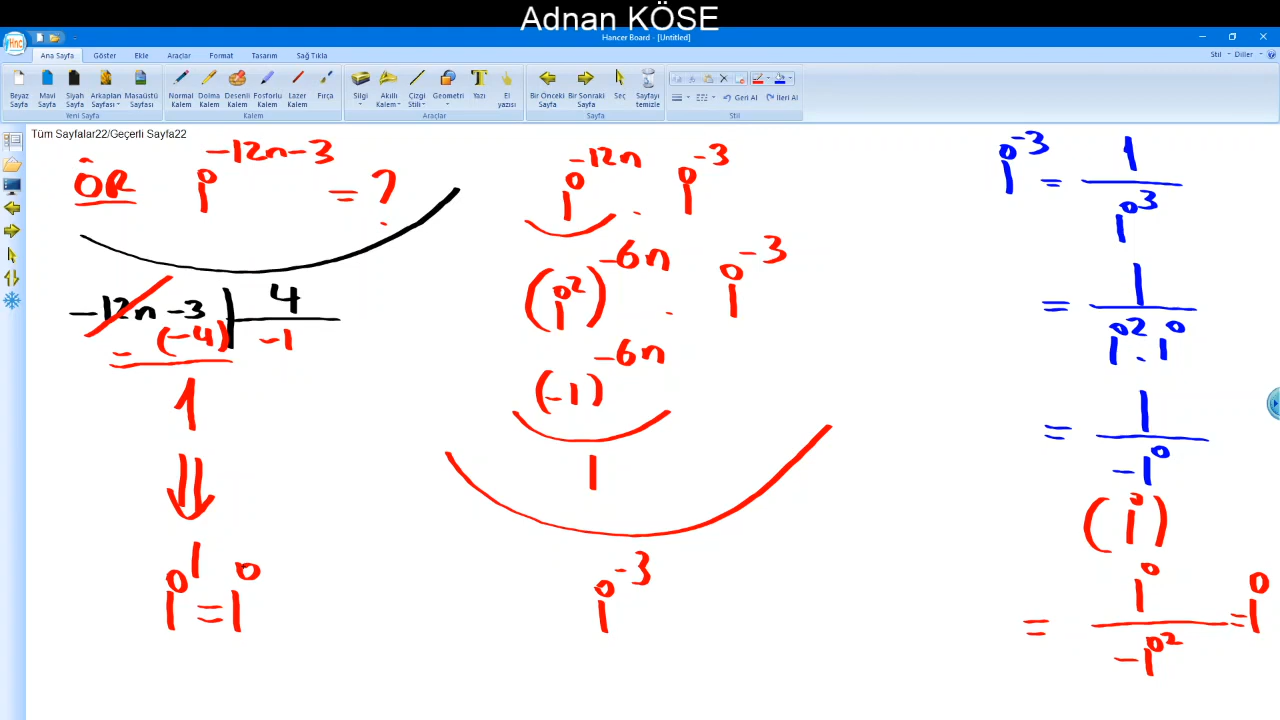 Adnan KÖSE
Hancer Board - [Untitled]
Ana Sayfa Göster Ekle Araçlar Format Tasarım Sağ Tıkla Stil Diller
Beyaz Sayfa Mavi Sayfa Siyah Sayfa Arkaplan Sayfası Masaüstü Sayfası Normal Kalem Dolma Kalem Desenli Kalem Fosforlu Kalem Lazer Kalem Fırça Silgi Akıllı Kalem Çizgi Stili Geometri Yazı El yazısı Bir Önceki Sayfa Bir Sonraki Sayfa Seç Sayfayı temizle Geri Al İleri Al
Yeni Sayfa Kalem Araçlar Sayfa Stil
Tüm Sayfalar22/Geçerli Sayfa22
ÖR i^{-12n-3} = ?
-12n-3 | 4
- (-4) | -1
1
i^1 = i
i^{-12n} . i^{-3}
(i^2)^{-6n} . i^{-3}
(-1)^{-6n}
1
i^{-3}
i^{-3} = 1/i^3
= 1/(i^2 . i)
= 1/-i
(i)
= i/-i^2 = i